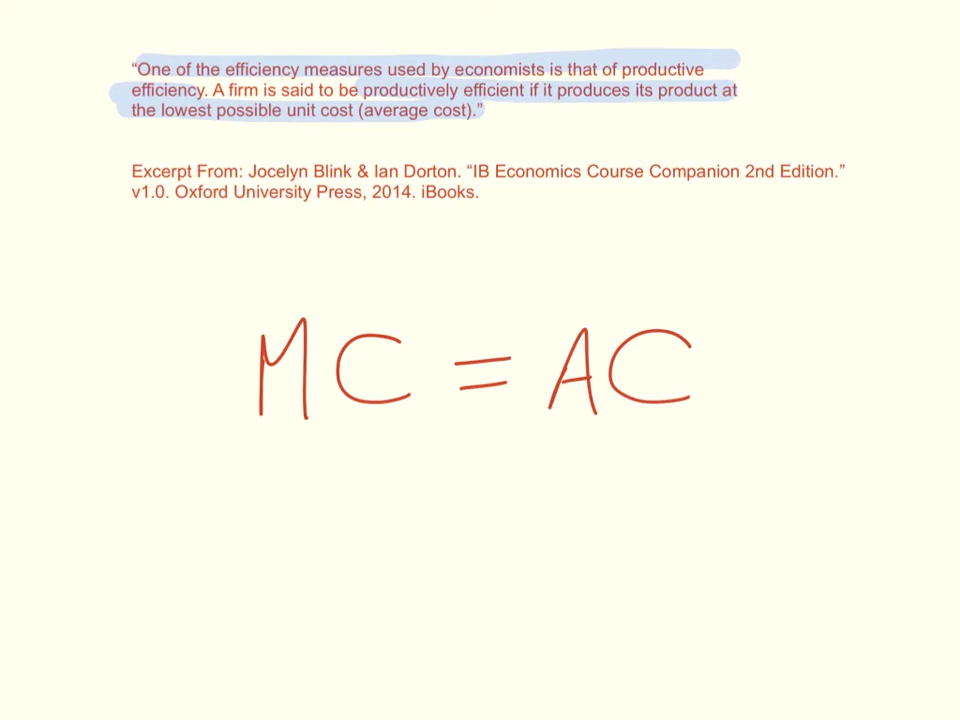 “One of the efficiency measures used by economists is that of productive
efficiency. A firm is said to be productively efficient if it produces its product at
the lowest possible unit cost (average cost).”
Excerpt From: Jocelyn Blink & Ian Dorton. “IB Economics Course Companion 2nd Edition.”
v1.0. Oxford University Press, 2014. iBooks.
MC = AC